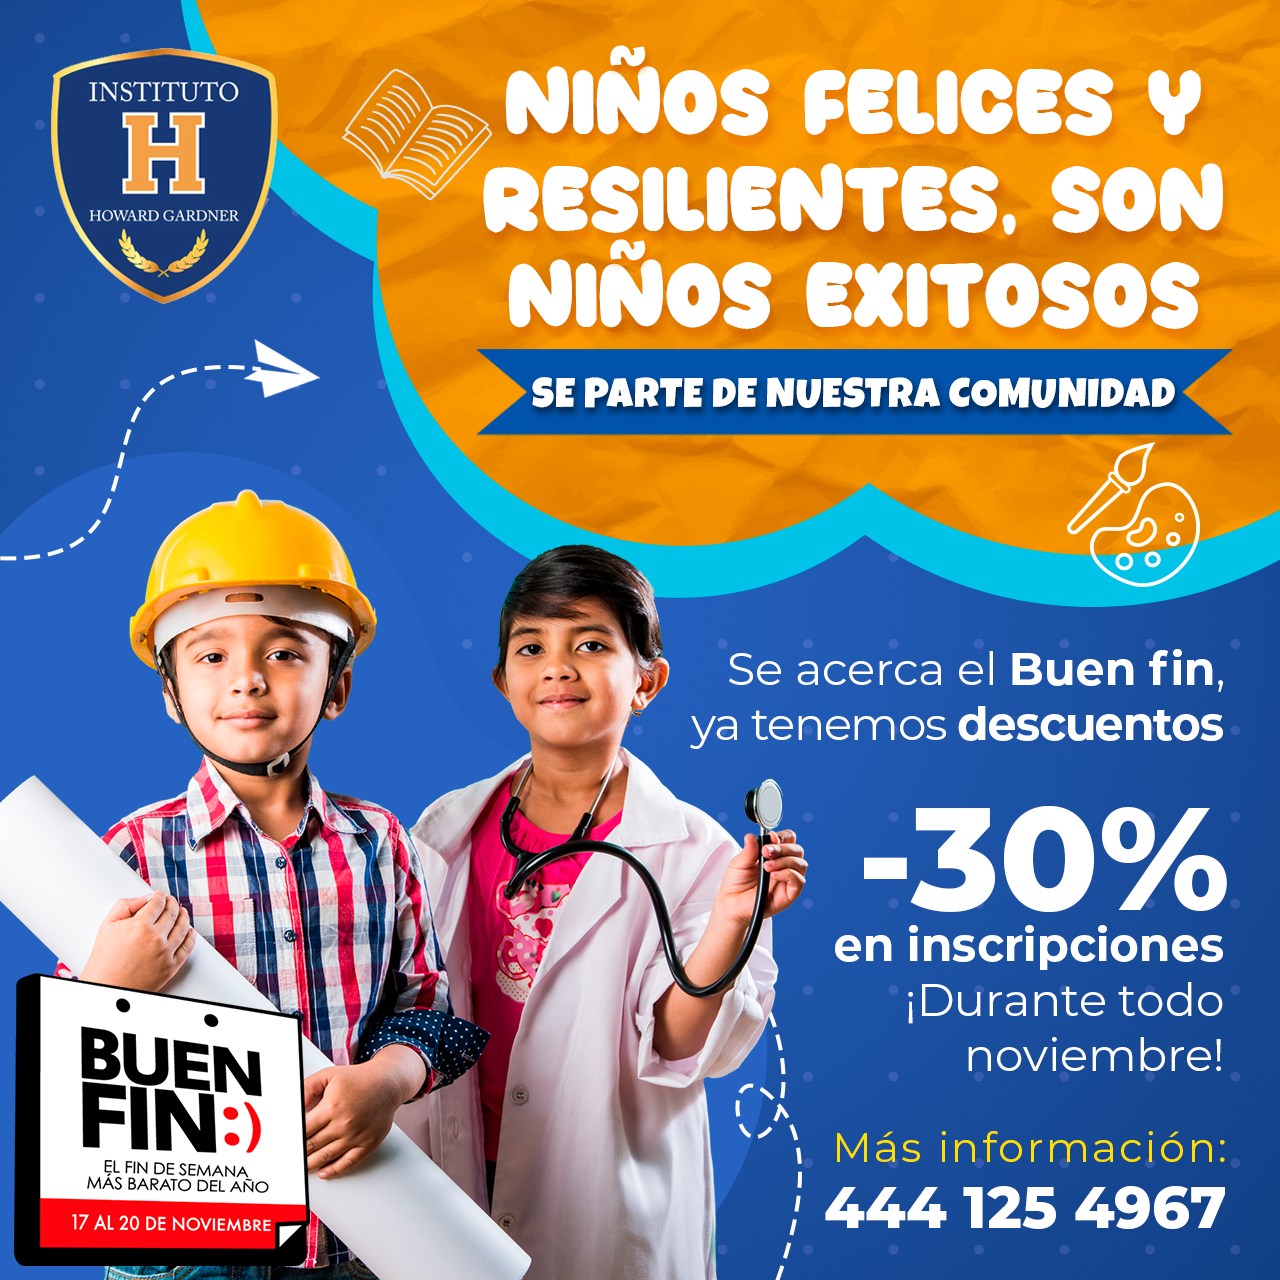 INSTITUTO
H
HOWARD GARDNER
NIÑOS FELICES Y
RESILIENTES, SON
NIÑOS EXITOSOS
SE PARTE DE NUESTRA COMUNIDAD
Se acerca el Buen fin,
ya tenemos descuentos
-30%
en inscripciones
¡Durante todo
noviembre!
Más información:
444 125 4967
BUEN
FIN:)
EL FIN DE SEMANA
MÁS BARATO DEL AÑO
17 AL 20 DE NOVIEMBRE